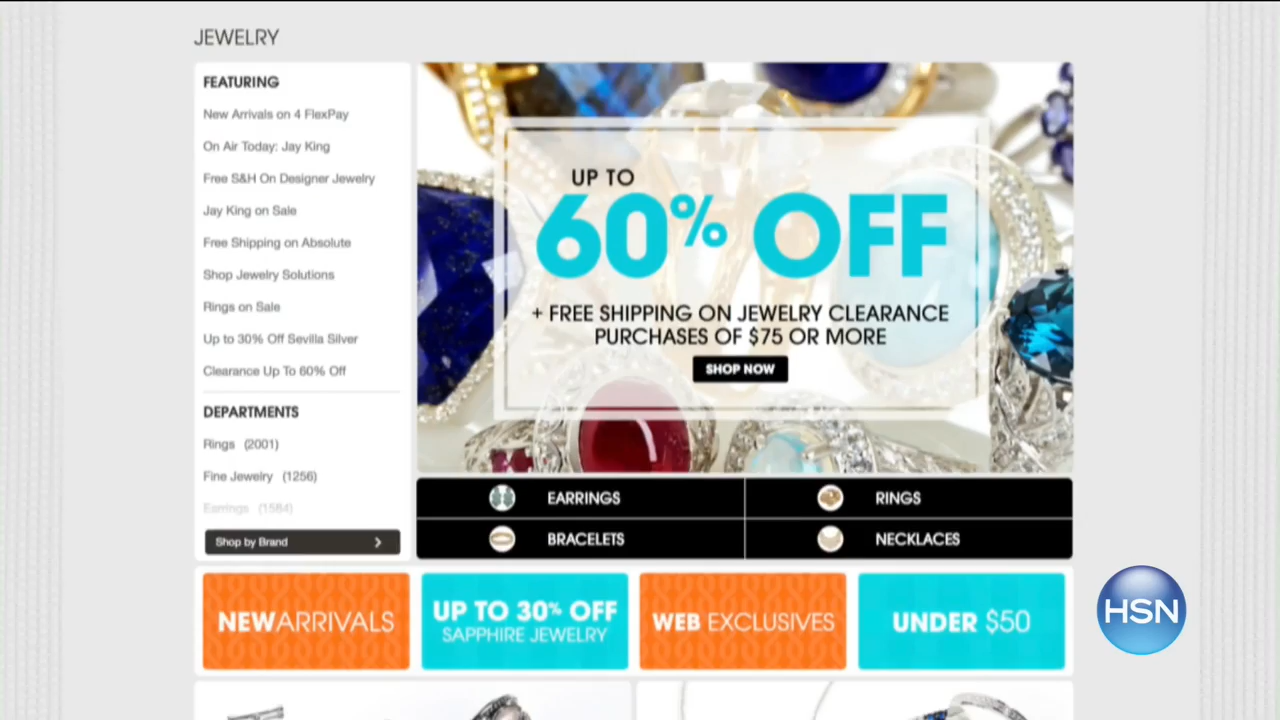 JEWELRY
FEATURING
New Arrivals on 4 FlexPay
On Air Today: Jay King
Free S&H On Designer Jewelry
Jay King on Sale
Free Shipping on Absolute
Shop Jewelry Solutions
Rings on Sale
Up to 30% Off Sevilla Silver
Clearance Up To 60% Off
DEPARTMENTS
Rings (2001)
Fine Jewelry (1256)
Earrings (1584)
Shop by Brand
UP TO
60% OFF
+ FREE SHIPPING ON JEWELRY CLEARANCE
PURCHASES OF $75 OR MORE
SHOP NOW
EARRINGS
RINGS
BRACELETS
NECKLACES
NEWARRIVALS
UP TO 30% OFF
SAPPHIRE JEWELRY
WEB EXCLUSIVES
UNDER $50
HSN